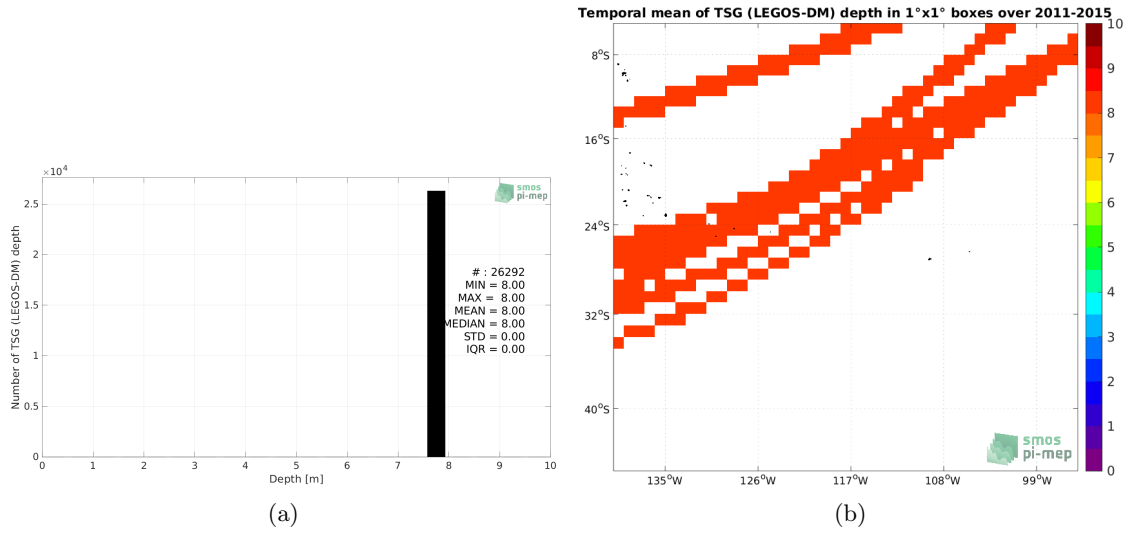 ×10⁴
2.5
2
1.5
1
0.5
0
0 1 2 3 4 5 6 7 8 9 10
Number of TSG (LEGOS-DM) depth
Depth [m]
smos
pi-mep
# : 26292
MIN = 8.00
MAX = 8.00
MEAN = 8.00
MEDIAN = 8.00
STD = 0.00
IQR = 0.00
(a)
Temporal mean of TSG (LEGOS-DM) depth in 1°x1° boxes over 2011-2015
8°S
16°S
24°S
32°S
40°S
135°W 126°W 117°W 108°W 99°W
smos
pi-mep
10
9
8
7
6
5
4
3
2
1
0
(b)